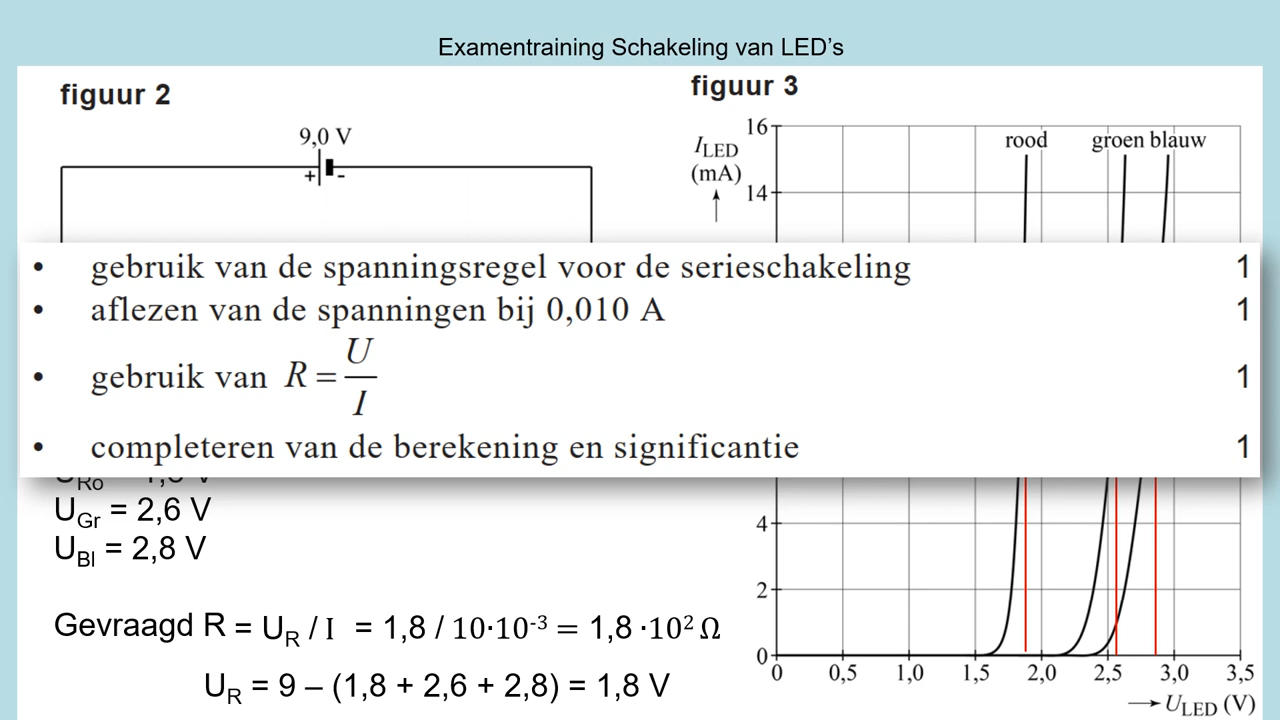 Examentraining Schakeling van LED’s
figuur 2
9,0 V
+ -
figuur 3
I_LED
(mA)
16
14
rood groen blauw
• gebruik van de spanningsregel voor de serieschakeling 1
• aflezen van de spanningen bij 0,010 A 1
• gebruik van R = U/I 1
• completeren van de berekening en significantie 1
U_Gr = 2,6 V
U_Bl = 2,8 V
Gevraagd R = U_R / I = 1,8 / 10·10⁻³ = 1,8 ·10² Ω
U_R = 9 – (1,8 + 2,6 + 2,8) = 1,8 V
4
2
0
0 0,5 1,0 1,5 2,0 2,5 3,0 3,5
→ U_LED (V)